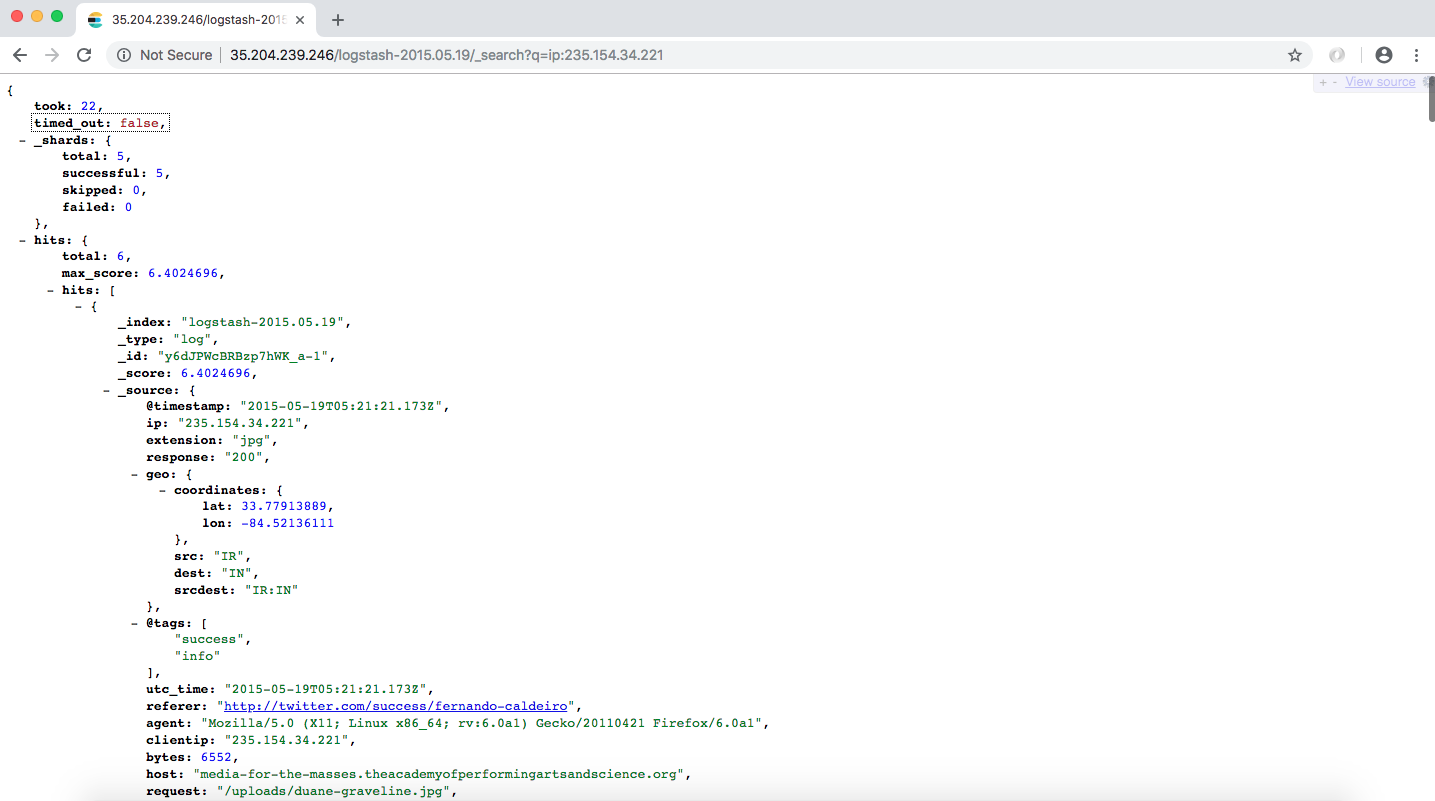 35.204.239.246/logstash-2015
Not Secure 35.204.239.246/logstash-2015.05.19/_search?q=ip:235.154.34.221
+ - View source
{
took: 22,
timed_out: false,
- _shards: {
total: 5,
successful: 5,
skipped: 0,
failed: 0
},
- hits: {
total: 6,
max_score: 6.4024696,
- hits: [
- {
_index: "logstash-2015.05.19",
_type: "log",
_id: "y6dJPWcBRBzp7hWK_a-l",
_score: 6.4024696,
- _source: {
@timestamp: "2015-05-19T05:21:21.173Z",
ip: "235.154.34.221",
extension: "jpg",
response: "200",
- geo: {
- coordinates: {
lat: 33.77913889,
lon: -84.52136111
},
src: "IR",
dest: "IN",
srcdest: "IR:IN"
},
- @tags: [
"success",
"info"
],
utc_time: "2015-05-19T05:21:21.173Z",
referer: "http://twitter.com/success/fernando-caldeiro",
agent: "Mozilla/5.0 (X11; Linux x86_64; rv:6.0a1) Gecko/20110421 Firefox/6.0a1",
clientip: "235.154.34.221",
bytes: 6552,
host: "media-for-the-masses.theacademyofperformingartsandscience.org",
request: "/uploads/duane-graveline.jpg",